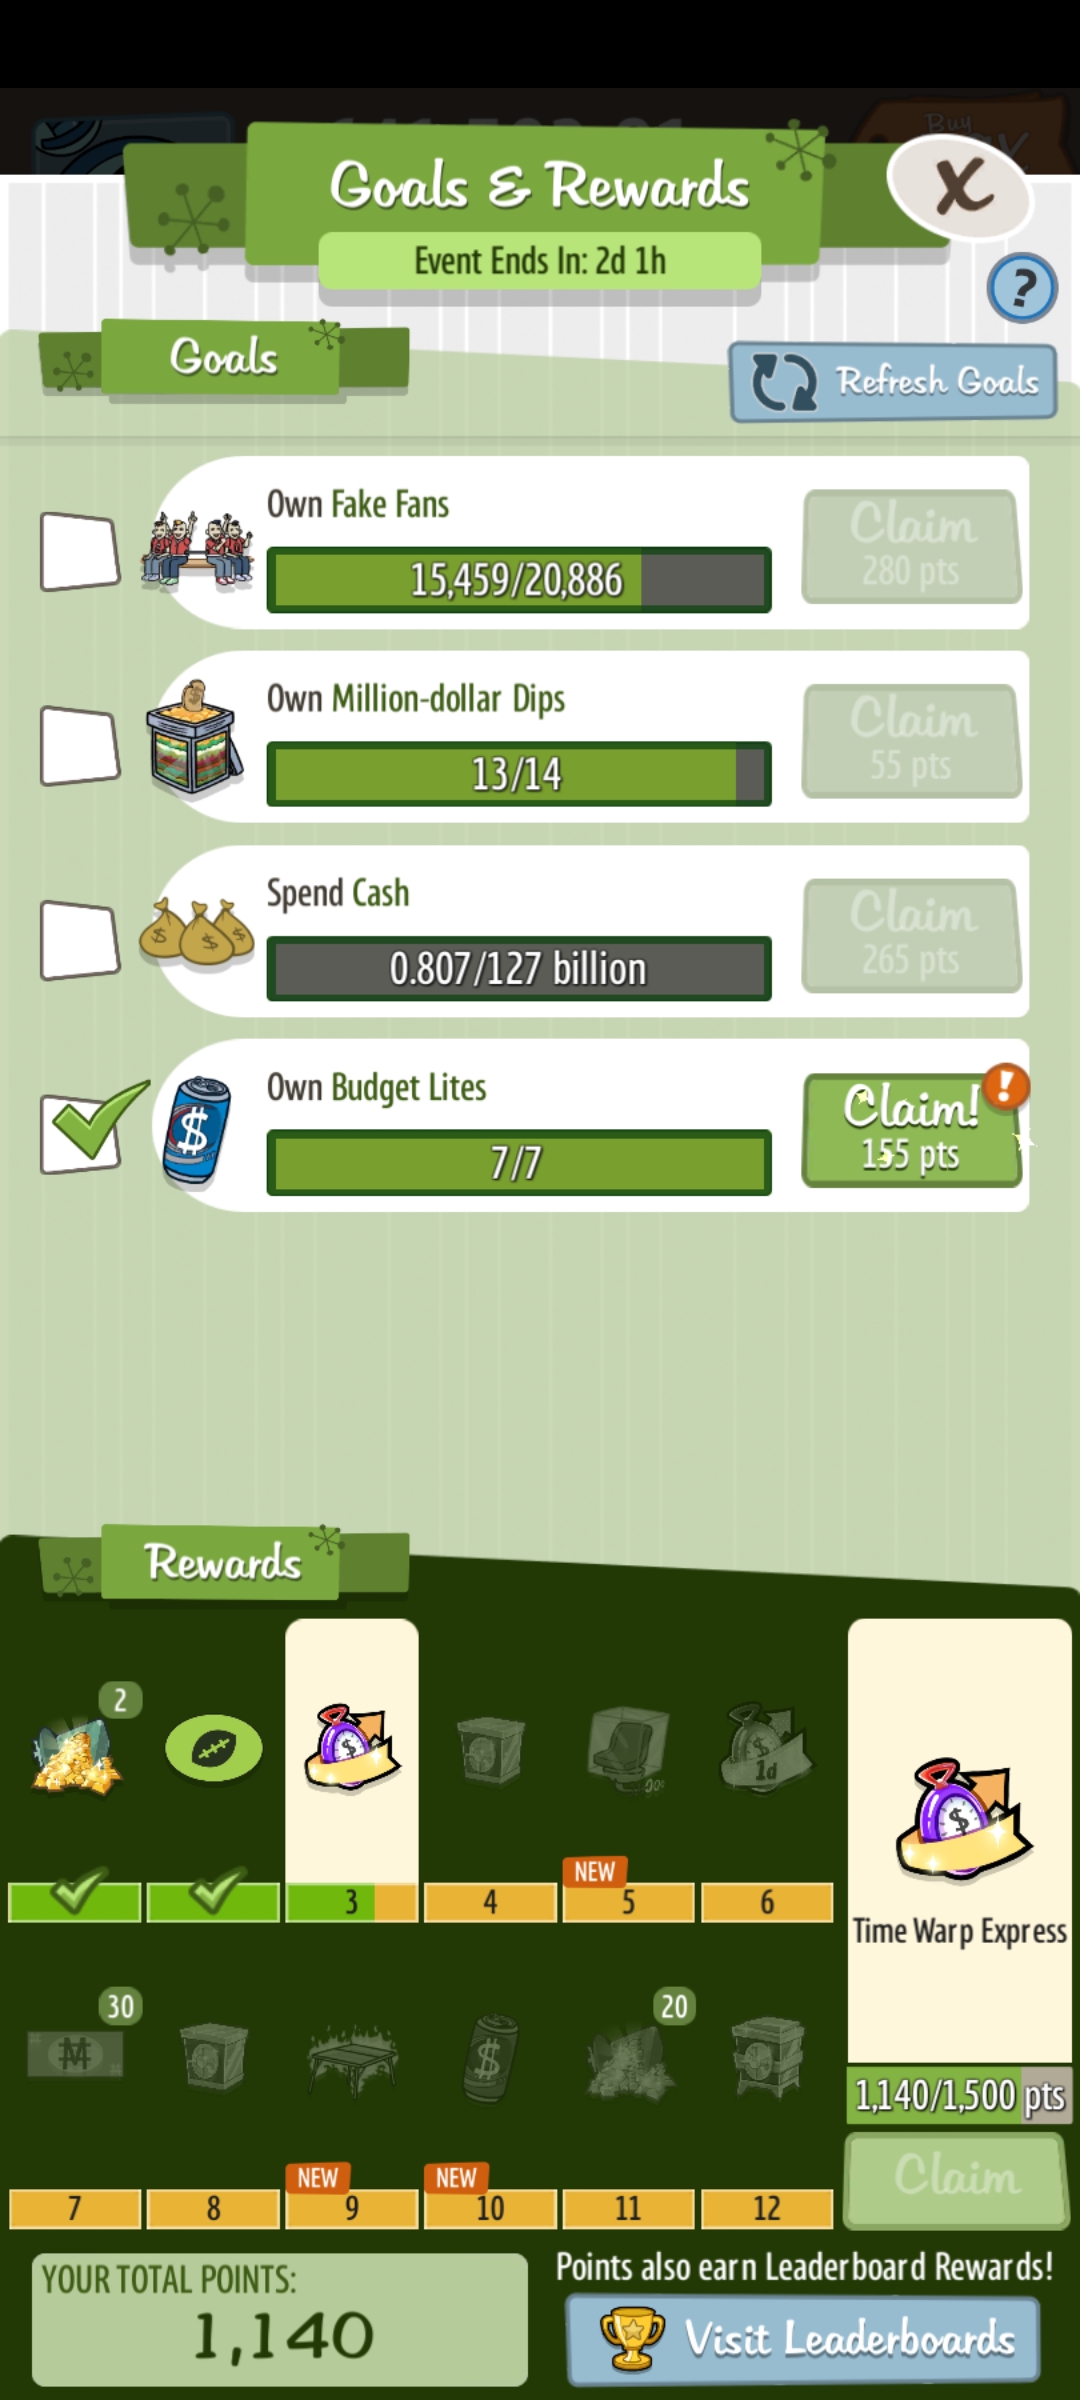 Buy
Goals & Rewards
X
Event Ends In: 2d 1h
?
Goals
Refresh Goals
Own Fake Fans
15,459/20,886
Claim
280 pts
Own Million-dollar Dips
13/14
Claim
55 pts
Spend Cash
0.807/127 billion
Claim
265 pts
Own Budget Lites
7/7
Claim!
155 pts
!
Rewards
2
1d
3
4
NEW
5
6
Time Warp Express
30
20
1,140/1,500 pts
Claim
7
8
NEW
9
NEW
10
11
12
YOUR TOTAL POINTS:
1,140
Points also earn Leaderboard Rewards!
Visit Leaderboards